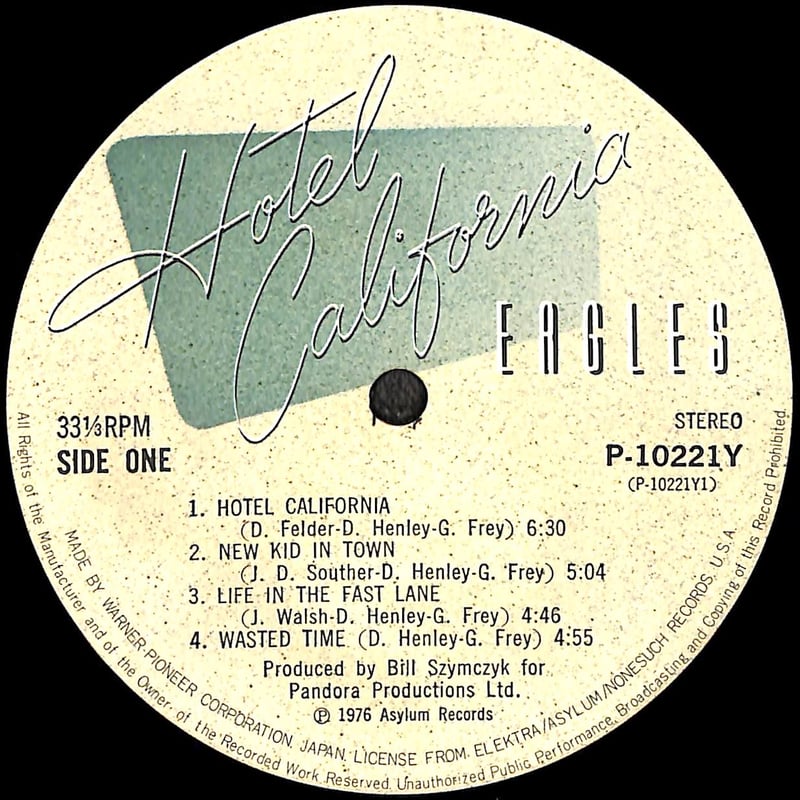 Hotel
California
EAGLES
33⅓RPM
SIDE ONE
STEREO
P-10221Y
(P-10221Y1)
1. HOTEL CALIFORNIA
(D. Felder-D. Henley-G. Frey) 6:30
2. NEW KID IN TOWN
(J. D. Souther-D. Henley-G. Frey) 5:04
3. LIFE IN THE FAST LANE
(J. Walsh-D. Henley-G. Frey) 4:46
4. WASTED TIME (D. Henley-G. Frey) 4:55
Produced by Bill Szymczyk for
Pandora Productions Ltd.
Ⓟ 1976 Asylum Records
MADE BY WARNER-PIONEER CORPORATION, JAPAN. LICENSE FROM ELEKTRA/ASYLUM/NONESUCH RECORDS, U.S.A.
All Rights of the Manufacturer and of the Owner of the Recorded Work Reserved. Unauthorized Public Performance, Broadcasting and Copying of this Record Prohibited.